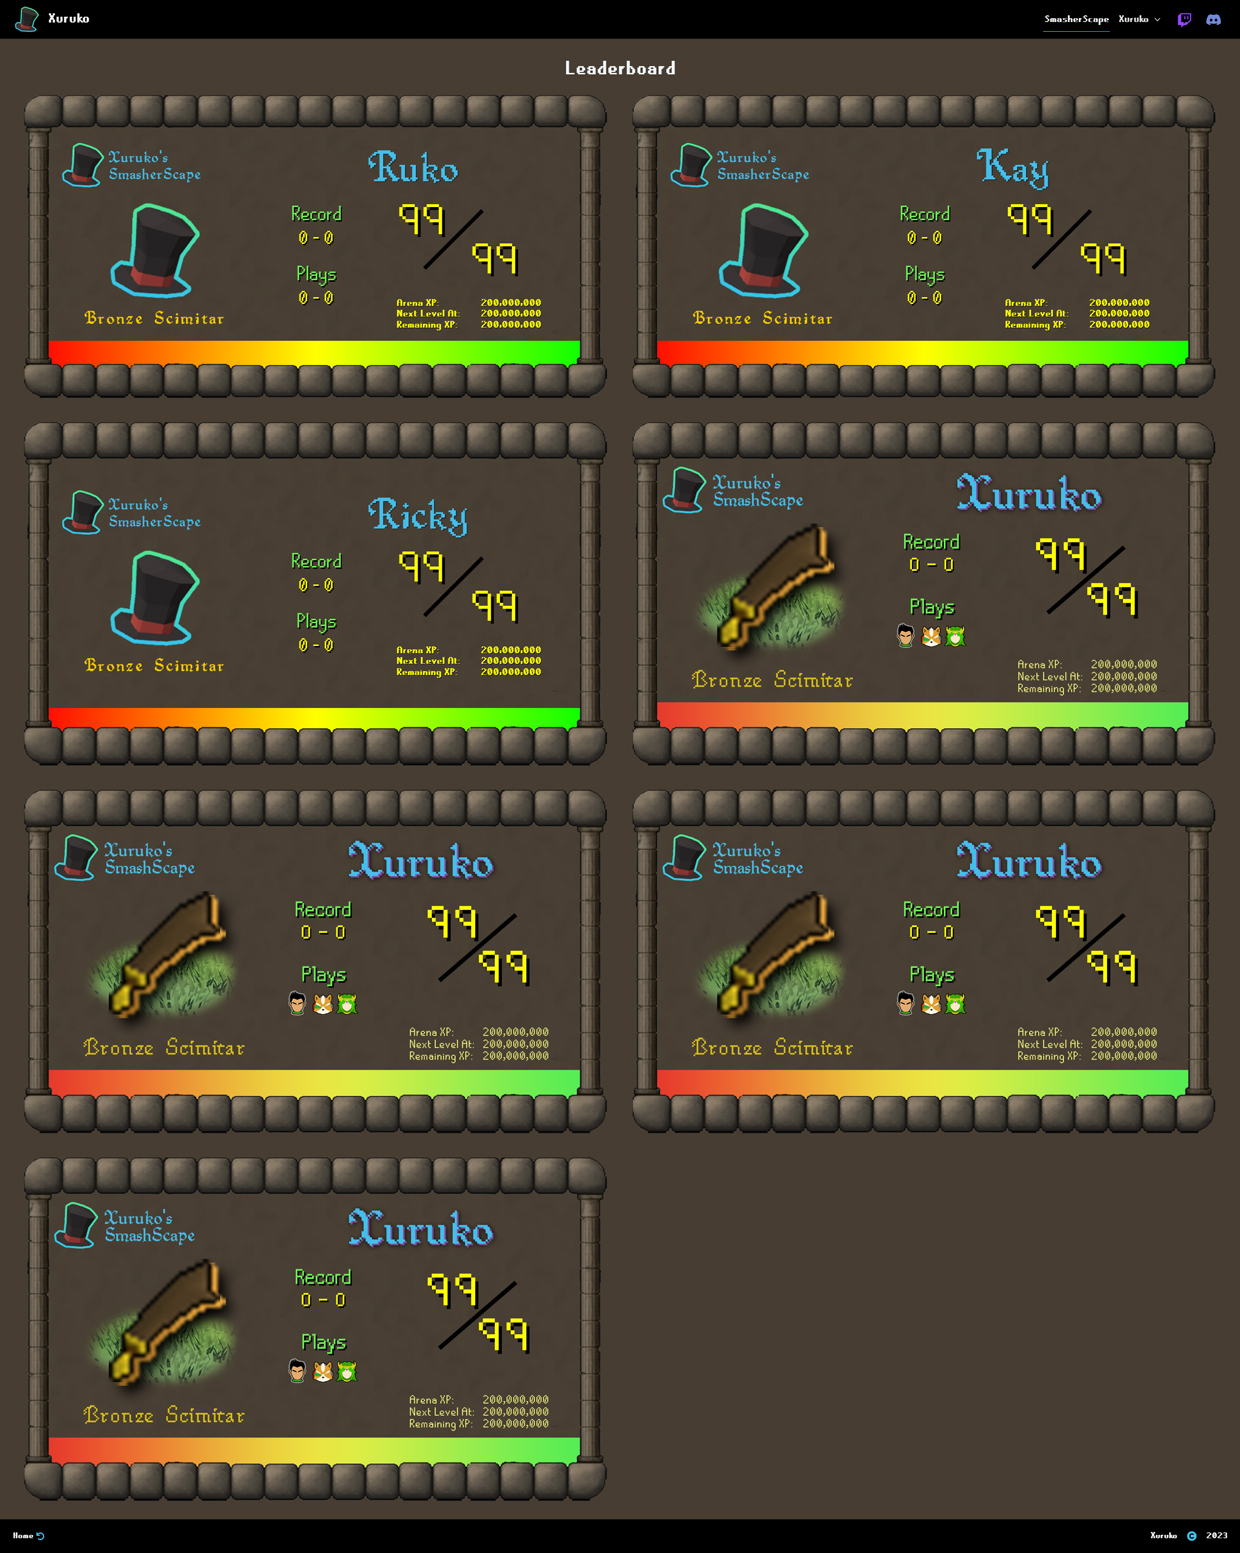 Xuruko
SmasherScape Xuruko
Leaderboard
Xuruko's
SmasherScape
Ruko
Record
0 - 0
Plays
0 - 0
99
99
Bronze Scimitar
Arena XP: 200,000,000
Next Level At: 200,000,000
Remaining XP: 200,000,000
Xuruko's
SmasherScape
Kay
Record
0 - 0
Plays
0 - 0
99
99
Bronze Scimitar
Arena XP: 200,000,000
Next Level At: 200,000,000
Remaining XP: 200,000,000
Xuruko's
SmasherScape
Ricky
Record
0 - 0
Plays
0 - 0
99
99
Bronze Scimitar
Arena XP: 200,000,000
Next Level At: 200,000,000
Remaining XP: 200,000,000
Xuruko's
SmashScape
Xuruko
Record
0 - 0
Plays
99
99
Bronze Scimitar
Arena XP: 200,000,000
Next Level At: 200,000,000
Remaining XP: 200,000,000
Xuruko's
SmashScape
Xuruko
Record
0 - 0
Plays
99
99
Bronze Scimitar
Arena XP: 200,000,000
Next Level At: 200,000,000
Remaining XP: 200,000,000
Xuruko's
SmashScape
Xuruko
Record
0 - 0
Plays
99
99
Bronze Scimitar
Arena XP: 200,000,000
Next Level At: 200,000,000
Remaining XP: 200,000,000
Xuruko's
SmashScape
Xuruko
Record
0 - 0
Plays
99
99
Bronze Scimitar
Arena XP: 200,000,000
Next Level At: 200,000,000
Remaining XP: 200,000,000
Home
Xuruko © 2023